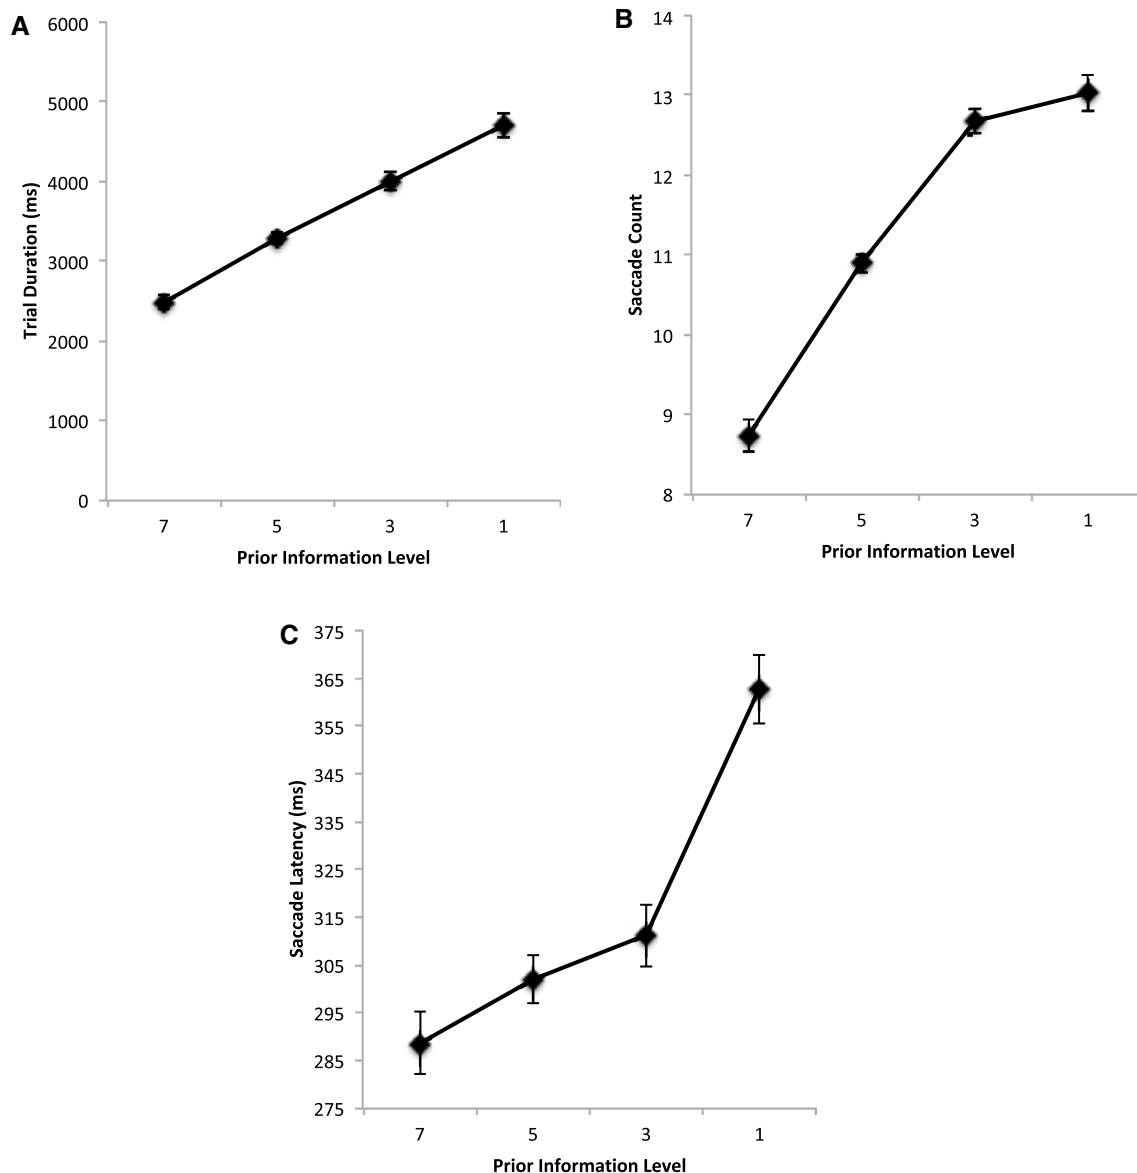 A
6000
5000
4000
3000
2000
1000
0
Trial Duration (ms)
7 5 3 1
Prior Information Level
B
14
13
12
11
10
9
8
Saccade Count
7 5 3 1
Prior Information Level
C
375
365
355
345
335
325
315
305
295
285
275
Saccade Latency (ms)
7 5 3 1
Prior Information Level